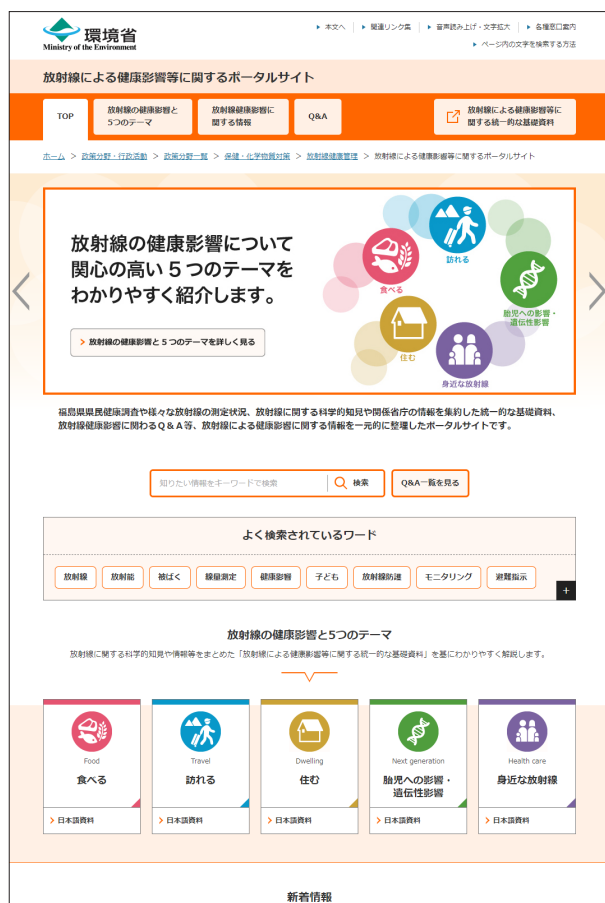 環境省
Ministry of the Environment
本文へ
関連リンク集
音声読み上げ・文字拡大
各種窓口案内
ページ内の文字を検索する方法
放射線による健康影響等に関するポータルサイト
TOP
放射線の健康影響と
5つのテーマ
放射線健康影響に
関する情報
Q&A
放射線による健康影響等に
関する統一的な基礎資料
ホーム > 政策分野・行政活動 > 政策分野一覧 > 保健・化学物質対策 > 放射線健康管理 > 放射線による健康影響等に関するポータルサイト
放射線の健康影響について
関心の高い5つのテーマを
わかりやすく紹介します。
放射線の健康影響と5つのテーマを詳しく見る
訪れる
食べる
胎児への影響・
遺伝性影響
住む
身近な放射線
福島県県民健康調査や様々な放射線の測定状況、放射線に関する科学的知見や関係省庁の情報を集約した統一的な基礎資料、
放射線健康影響に関わるQ&A等、放射線による健康影響に関する情報を一元的に整理したポータルサイトです。
知りたい情報をキーワードで検索
検索
Q&A一覧を見る
よく検索されているワード
放射線
放射能
被ばく
線量測定
健康影響
子ども
放射線防護
モニタリング
避難指示
+
放射線の健康影響と5つのテーマ
放射線に関する科学的知見や情報等をまとめた「放射線による健康影響等に関する統一的な基礎資料」を基にわかりやすく解説します。
Food
食べる
日本語資料
Travel
訪れる
日本語資料
Dwelling
住む
日本語資料
Next generation
胎児への影響・
遺伝性影響
日本語資料
Health care
身近な放射線
日本語資料
新着情報